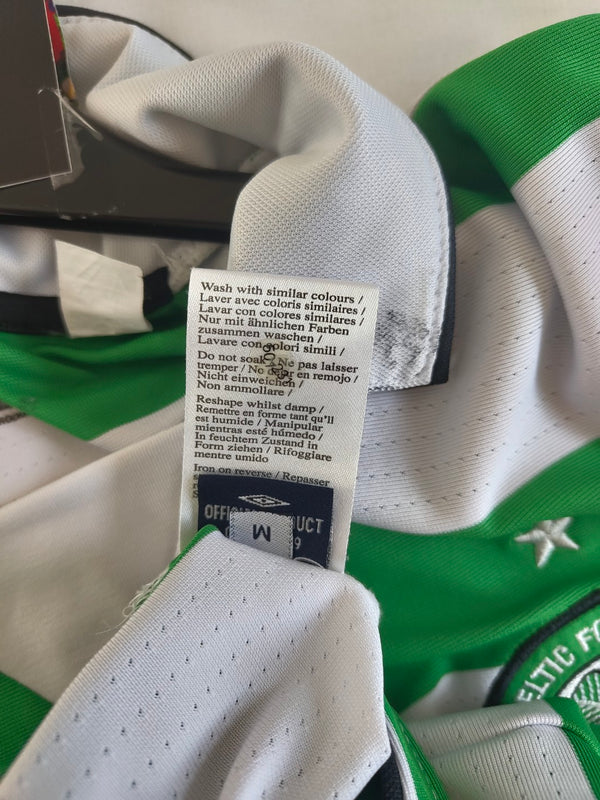 Wash with similar colours /
Laver avec coloris similaires /
Lavar con colores similares /
Nur mit ähnlichen Farben
zusammen waschen /
Lavare con colori simili /
Do not soak / Ne pas laisser
tremper / No en remojo /
Nicht einweichen /
Non ammollare /
Reshape whilst damp /
Remettre en forme tant qu'il
est humide / Manipular
mientras esté húmedo /
In feuchtem Zustand in
Form ziehen / Rifoggiare
mentre umido
Iron on reverse / Repasser
M